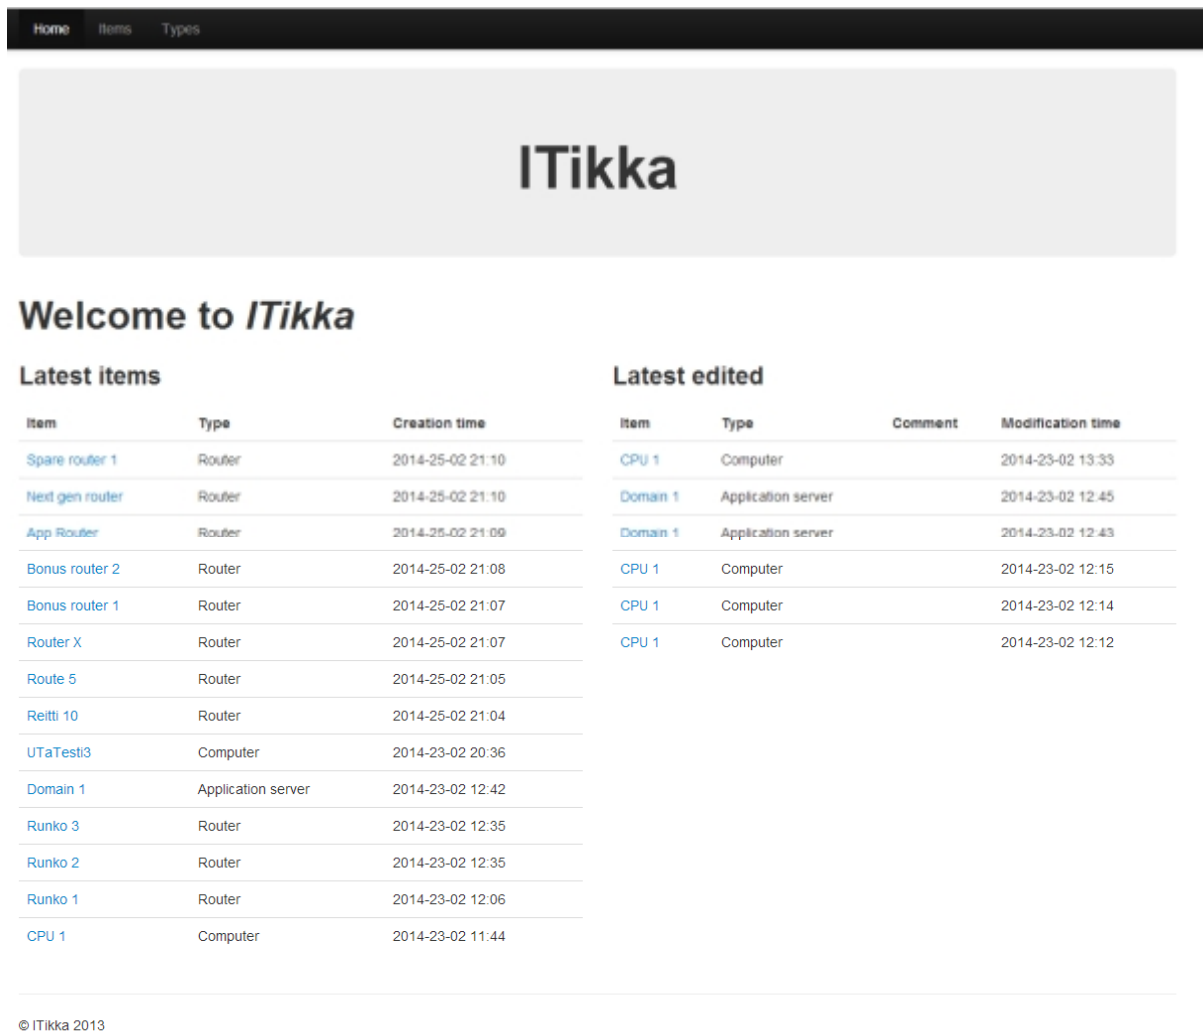 Home Items Types
ITikka
Welcome to ITikka
Latest items
Item Type Creation time
Spare router 1 Router 2014-25-02 21:10
Next gen router Router 2014-25-02 21:10
App Router Router 2014-25-02 21:09
Bonus router 2 Router 2014-25-02 21:08
Bonus router 1 Router 2014-25-02 21:07
Router X Router 2014-25-02 21:07
Route 5 Router 2014-25-02 21:05
Reitti 10 Router 2014-25-02 21:04
UTaTesti3 Computer 2014-23-02 20:36
Domain 1 Application server 2014-23-02 12:42
Runko 3 Router 2014-23-02 12:35
Runko 2 Router 2014-23-02 12:35
Runko 1 Router 2014-23-02 12:06
CPU 1 Computer 2014-23-02 11:44
Latest edited
Item Type Comment Modification time
CPU 1 Computer 2014-23-02 13:33
Domain 1 Application server 2014-23-02 12:45
Domain 1 Application server 2014-23-02 12:43
CPU 1 Computer 2014-23-02 12:15
CPU 1 Computer 2014-23-02 12:14
CPU 1 Computer 2014-23-02 12:12
© ITikka 2013